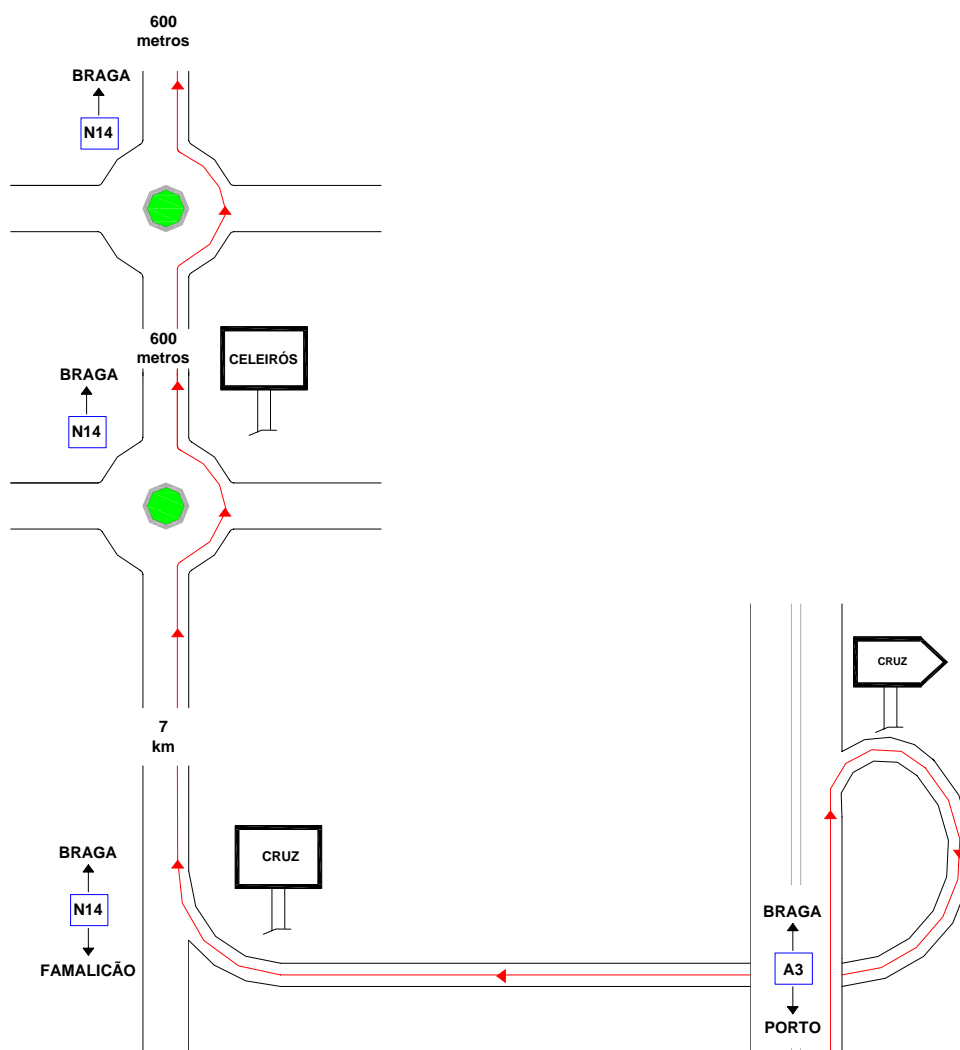 600
metros
BRAGA
N14
600
metros
CELEIRÓS
BRAGA
N14
CRUZ
7
km
BRAGA
CRUZ
N14
FAMALICÃO
BRAGA
A3
PORTO